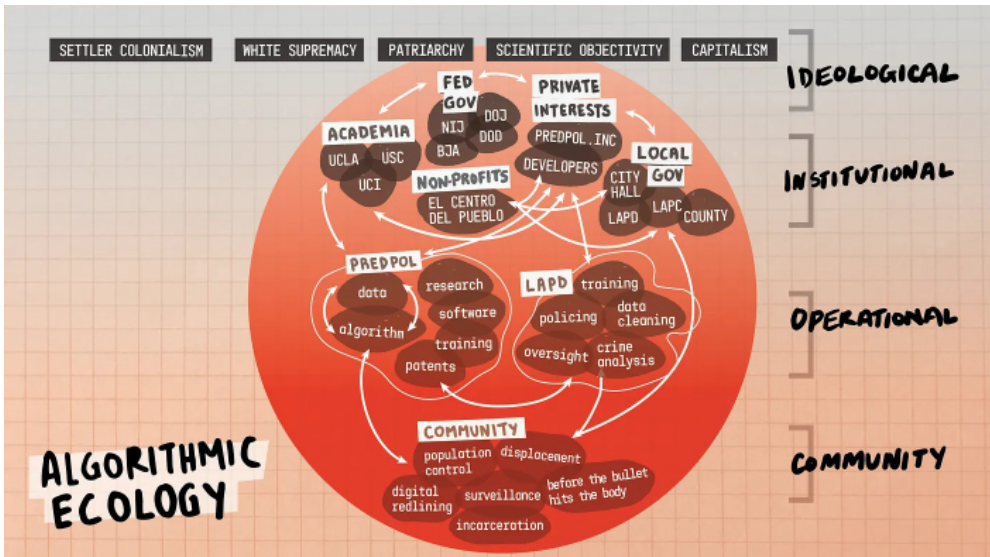 SETTLER COLONIALISM
WHITE SUPREMACY
PATRIARCHY
SCIENTIFIC OBJECTIVITY
CAPITALISM
IDEOLOGICAL
FED
GOV
NIJ
DOJ
DOD
BJA
PRIVATE
INTERESTS
PREDPOL.INC
DEVELOPERS
ACADEMIA
UCLA
USC
UCI
NON-PROFITS
EL CENTRO
DEL PUEBLO
LOCAL
GOV
CITY
HALL
LAPD
LAPC
COUNTY
INSTITUTIONAL
PREDPOL
data
algorithm
research
software
training
patents
LAPD
training
policing
data
cleaning
oversight
crime
analysis
OPERATIONAL
COMMUNITY
population
control
displacement
digital
redlining
surveillance
before the bullet
hits the body
incarceration
COMMUNITY
ALGORITHMIC
ECOLOGY